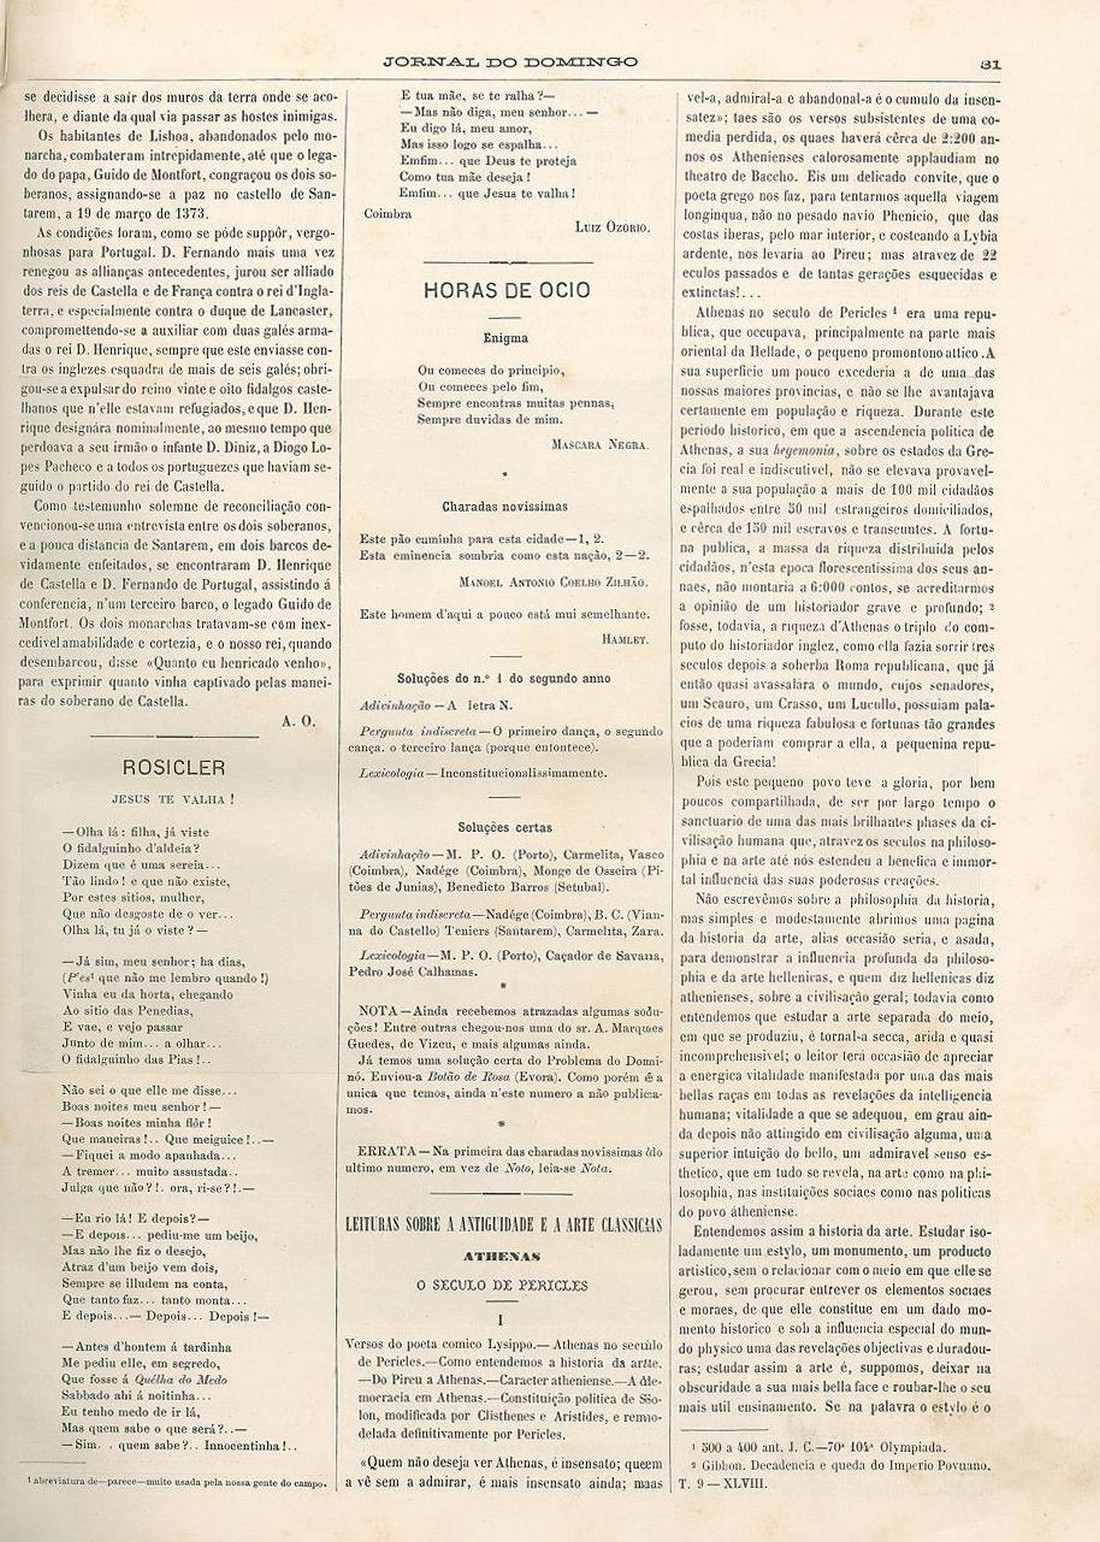 JORNAL DO DOMINGO
31
se decidisse a saír dos muros da terra onde se aco-
lhera, e diante da qual via passar as hostes inimigas.
Os habitantes de Lisboa, abandonados pelo mo-
narcha, combateram intrépidamente, até que o lega-
do do papa, Guido de Montfort, congraçou os dois so-
beranos, assignando-se a paz no castello de San-
tarem, a 19 de março de 1373.
As condições foram, como se póde suppôr, vergo-
nhosas para Portugal. D. Fernando mais uma vez
renegou as allianças antecedentes, jurou ser alliado
dos reis de Castella e de França contra o rei d'Ingla-
terra, e especialmente contra o duque de Lancaster,
compromettendo-se a auxiliar com duas galés arma-
das o rei D. Henrique, sempre que este enviasse con-
tra os inglezes esquadra de mais de seis galés; obri-
gou-se a expulsar do reino vinte e oito fidalgos caste-
lhanos que n'elle estavam refugiados, e que D. Hen-
rique designára nominalmente, ao mesmo tempo que
perdoava a seu irmão o infante D. Diniz, a Diogo Lo-
pes Pacheco e a todos os portuguezes que haviam se-
guido o partido do rei de Castella.
Como testemunho solemne de reconciliação con-
vencionou-se uma entrevista entre os dois soberanos,
e a pouca distancia de Santarem, em dois barcos de-
vidamente enfeitados, se encontraram D. Henrique
de Castella e D. Fernando de Portugal, assistindo á
conferencia, n'um terceiro barco, o legado Guido de
Montfort. Os dois monarchas tratavam-se com inex-
cedivel amabilidade e cortezia, e o nosso rei, quando
desembarcou, disse «Quanto eu henricado venho»,
para exprimir quanto vinha captivado pelas manei-
ras do soberano de Castella.
A. O.
ROSICLER
JESUS TE VALHA!
—Olha lá: filha, já viste
O fidalguinho d'aldeia?
Dizem que é uma sereia...
Tão lindo! e que não existe,
Por estes sitios, mulher,
Que não desgoste de o ver...
Olha lá, tu já o viste?—
—Já sim, meu senhor; ha dias,
(P'es¹ que não me lembro quando!)
Vinha eu da horta, chegando
Ao sitio das Penedias,
E vae, e vejo passar
Junto de mim... a olhar...
O fidalguinho das Pias!..
Não sei o que elle me disse...
Boas noites meu senhor!—
—Boas noites minha flôr!
Que maneiras!.. Que meiguice!..—
—Fiquei a modo apanhada...
A tremer... muito assustada..
Julga que não?!. ora, ri-se?!.—
—Eu rio lá! E depois?—
—E depois... pediu-me um beijo,
Mas não lhe fiz o desejo,
Atraz d'um beijo vem dois,
Sempre se illudem na conta,
Que tanto faz... tanto monta...
E depois...— Depois... Depois!—
—Antes d'hontem á tardinha
Me pediu elle, em segredo,
Que fosse á Quélha do Medo
Sabbado ahi á noitinha...
Eu tenho medo de ir lá,
Mas quem sabe o que será?..—
—Sim. . quem sabe?.. Innocentinha!..
¹ abreviatura de—parece—muito usada pela nossa gente do campo.
E tua mãe, se te ralha?—
—Mas não diga, meu senhor...—
Eu digo lá, meu amor,
Mas isso logo se espalha...
Emfim... que Deus te proteja
Como tua mãe deseja!
Emfim... que Jesus te valha!
Coimbra
LUIZ OZORIO.
HORAS DE OCIO
Enigma
Ou comeces do principio,
Ou comeces pelo fim,
Sempre encontras muitas pennas,
Sempre duvidas de mim.
MASCARA NEGRA.
*
Charadas novissimas
Este pão caminha para esta cidade—1, 2.
Esta eminencia sombria como esta nação, 2—2.
MANOEL ANTONIO COELHO ZILHÃO.
Este homem d'aqui a pouco está mui semelhante.
HAMLET.
Soluções do n.º 1 do segundo anno
Adivinhação—A letra N.
Pergunta indiscreta—O primeiro dança, o segundo
cança. o terceiro lança (porque entontece).
Lexicologia—Inconstitucionalissimamente.
Soluções certas
Adivinhação—M. P. O. (Porto), Carmelita, Vasco
(Coimbra), Nadége (Coimbra), Monge de Osseira (Pi-
tões de Junias), Benedicto Barros (Setubal).
Pergunta indiscreta—Nadége (Coimbra), B. C. (Vian-
na do Castello) Teniers (Santarem), Carmelita, Zara.
Lexicologia—M. P. O. (Porto), Caçador de Savana,
Pedro José Calhamas.
*
NOTA—Ainda recebemos atrazadas algumas solu-
ções! Entre outras chegou-nos uma do sr. A. Marques
Guedes, de Vizeu, e mais algumas ainda.
Já temos uma solução certa do Problema do Domi-
nó. Enviou-a Botão de Rosa (Evora). Como porém é a
unica que temos, ainda n'este numero a não publica-
mos.
*
ERRATA—Na primeira das charadas novissimas do
ultimo numero, em vez de Noto, leia-se Nota.
LEITURAS SOBRE A ANTIGUIDADE E A ARTE CLASSICAS
ATHENAS
O SECULO DE PERICLES
I
Versos do poeta comico Lysippo.—Athenas no seculo
de Pericles.—Como entendemos a historia da arte.
—Do Pireu a Athenas.—Caracter atheniense.—A de-
mocracia em Athenas.—Constituição politica de So-
lon, modificada por Clisthenes e Aristides, e remo-
delada definitivamente por Pericles.
«Quem não deseja ver Athenas, é insensato; quem
a vê sem a admirar, é mais insensato ainda; mas
vel-a, admiral-a e abandonal-a é o cumulo da insen-
satez»; taes são os versos subsistentes de uma co-
media perdida, os quaes haverá cêrca de 2:200 an-
nos os Athenienses calorosamente applaudiam no
theatro de Baccho. Eis um delicado convite, que o
poeta grego nos faz, para tentarmos aquella viagem
longinqua, não no pesado navio Phenicio, que das
costas iberas, pelo mar interior, e costeando a Lybia
ardente, nos levaria ao Pireu; mas atravez de 22
eculos passados e de tantas gerações esquecidas e
extinctas!...
Athenas no seculo de Pericles ¹ era uma repu-
blica, que occupava, principalmente na parte mais
oriental da Hellade, o pequeno promontono attico. A
sua superficie um pouco excederia a de uma das
nossas maiores provincias, e não se lhe avantajava
certamente em população e riqueza. Durante este
periodo historico, em que a ascendencia politica de
Athenas, a sua hegemonia, sobre os estados da Gre-
cia foi real e indiscutivel, não se elevava provavel-
mente a sua população a mais de 100 mil cidadãos
espalhados entre 50 mil estrangeiros domiciliados,
e cêrca de 150 mil escravos e transeuntes. A fortu-
na publica, a massa da riqueza distribuida pelos
cidadãos, n'esta epoca florescentissima dos seus an-
naes, não montaria a 6:000 contos, se acreditarmos
a opinião de um historiador grave e profundo; ²
fosse, todavia, a riqueza d'Athenas o triplo do com-
puto do historiador inglez, como ella fazia sorrir tres
seculos depois a soberba Roma republicana, que já
então quasi avassalára o mundo, cujos senadores,
um Scauro, um Crasso, um Lucullo, possuiam pala-
cios de uma riqueza fabulosa e fortunas tão grandes
que a poderiam comprar a ella, a pequenina repu-
blica da Grecia!
Pois este pequeno povo teve a gloria, por bem
poucos compartilhada, de ser por largo tempo o
sanctuario de uma das mais brilhantes phases da ci-
vilisação humana que, atravez os seculos na philoso-
phia e na arte até nós estendeu a benefica e immor-
tal influencia das suas poderosas creações.
Não escrevêmos sobre a philosophia da historia,
mas simples e modestamente abrimos uma pagina
da historia da arte, alias occasião seria, e asada,
para demonstrar a influencia profunda da philoso-
phia e da arte hellenicas, e quem diz hellenicas diz
athenienses, sobre a civilisação geral; todavia como
entendemos que estudar a arte separada do meio,
em que se produziu, é tornal-a secca, arida e quasi
incomprehensivel; o leitor terá occasião de apreciar
a energica vitalidade manifestada por uma das mais
bellas raças em todas as revelações da intelligencia
humana; vitalidade a que se adequou, em grau ain-
da depois não attingido em civilisação alguma, uma
superior intuição do bello, um admiravel senso es-
thetico, que em tudo se revela, na arte como na phi-
losophia, nas instituições sociaes como nas politicas
do povo átheniense.
Entendemos assim a historia da arte. Estudar iso-
ladamente um estylo, um monumento, um producto
artistico, sem o relacionar com o meio em que elle se
gerou, sem procurar entrever os elementos sociaes
e moraes, de que elle constitue em um dado mo-
mento historico e sob a influencia especial do mun-
do physico uma das revelações objectivas e duradou-
ras; estudar assim a arte é, suppomos, deixar na
obscuridade a sua mais bella face e roubar-lhe o seu
mais util ensinamento. Se na palavra o estylo é o
¹ 500 a 400 ant. J. C.—70ª 104ª Olympiada.
² Gibbon. Decadencia e queda do Imperio Povuano.
T. 9—XLVIII.